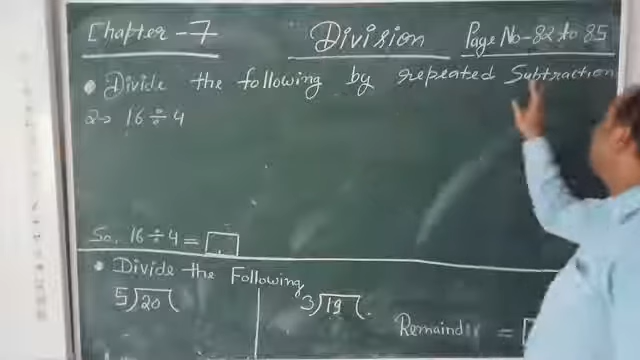 Chapter - 7 Division Page No - 82 to 85
• Divide the following by repeated Subtraction
16 ÷ 4
So, 16 ÷ 4 =
• Divide the Following
5)20( 3)19(
Remainder =